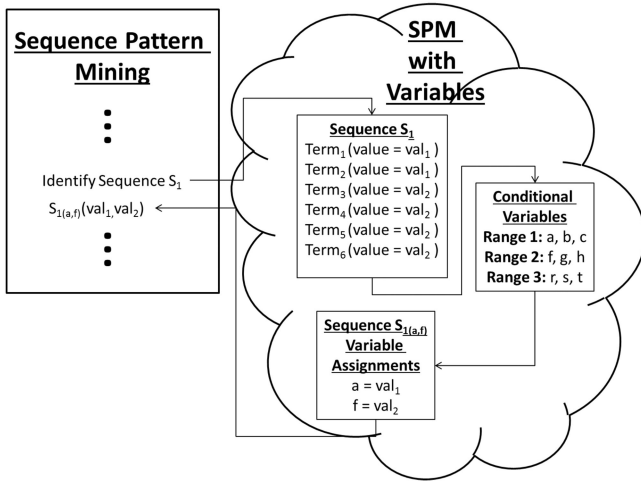 Sequence Pattern
Mining
Identify Sequence S₁
S₁₍ₐ,f₎(val₁,val₂)
SPM
with
Variables
Sequence S₁
Term₁(value = val₁ )
Term₂(value = val₁ )
Term₃(value = val₂ )
Term₄(value = val₂ )
Term₅(value = val₂ )
Term₆(value = val₂ )
Conditional
Variables
Range 1: a, b, c
Range 2: f, g, h
Range 3: r, s, t
Sequence S₁₍ₐ,f₎
Variable
Assignments
a = val₁
f = val₂